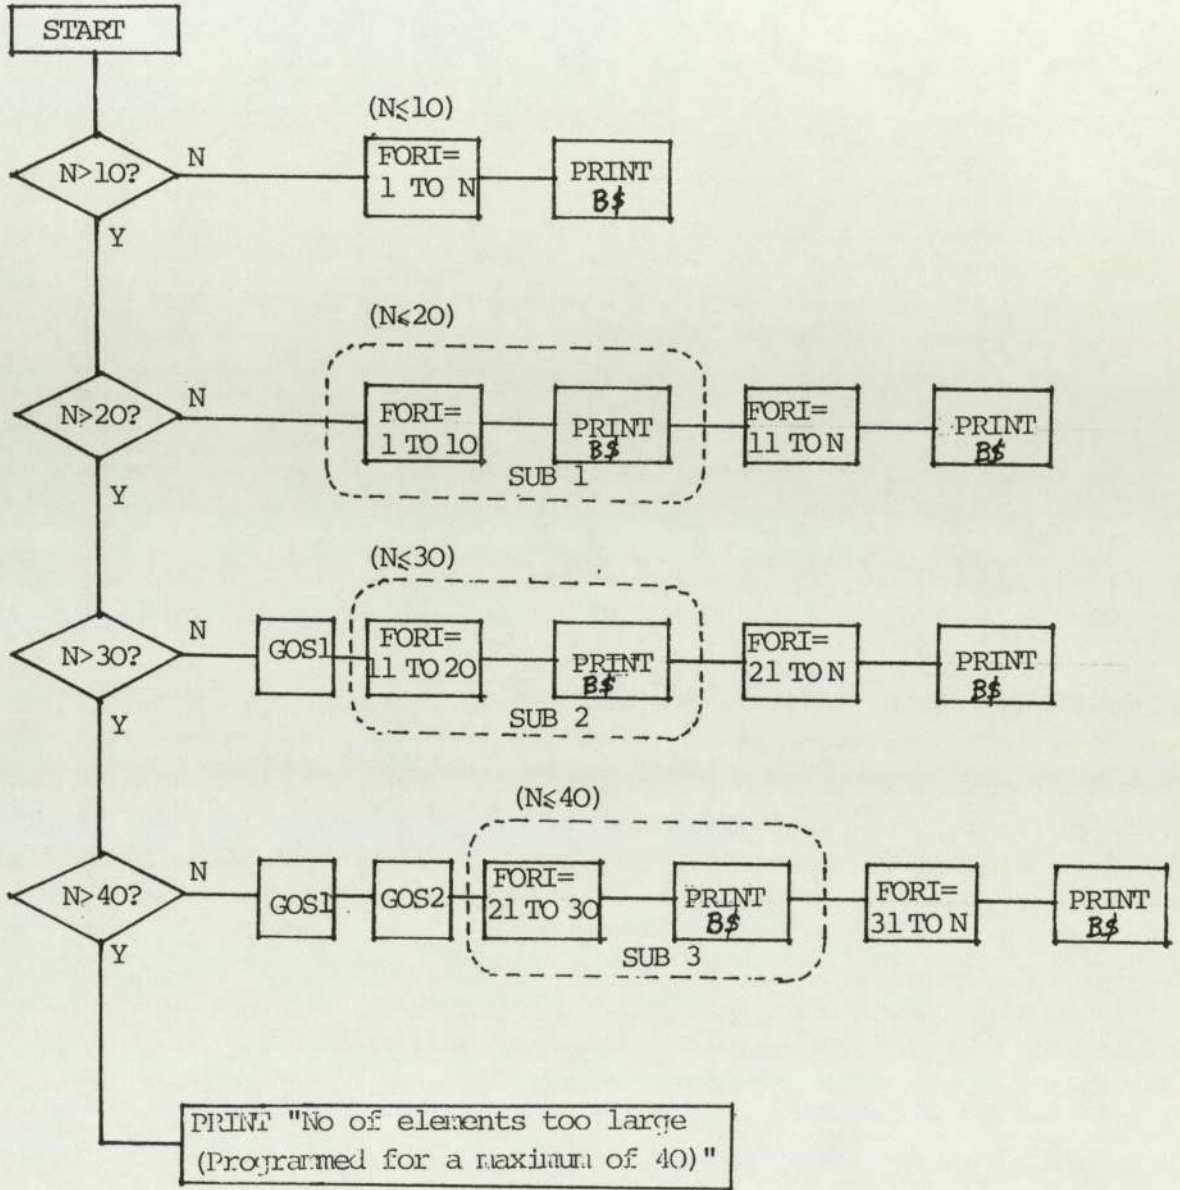 START
(N≤10)
N>10?
N
FORI=
1 TO N
PRINT
B$
Y
(N≤20)
N>20?
N
FORI=
1 TO 10
PRINT
B$
SUB 1
FORI=
11 TO N
PRINT
B$
Y
(N≤30)
N>30?
N
GOS1
FORI=
11 TO 20
PRINT
B$
SUB 2
FORI=
21 TO N
PRINT
B$
Y
(N≤40)
N>40?
N
GOS1
GOS2
FORI=
21 TO 30
PRINT
B$
SUB 3
FORI=
31 TO N
PRINT
B$
Y
PRINT "No of elements too large
(Programmed for a maximum of 40)"